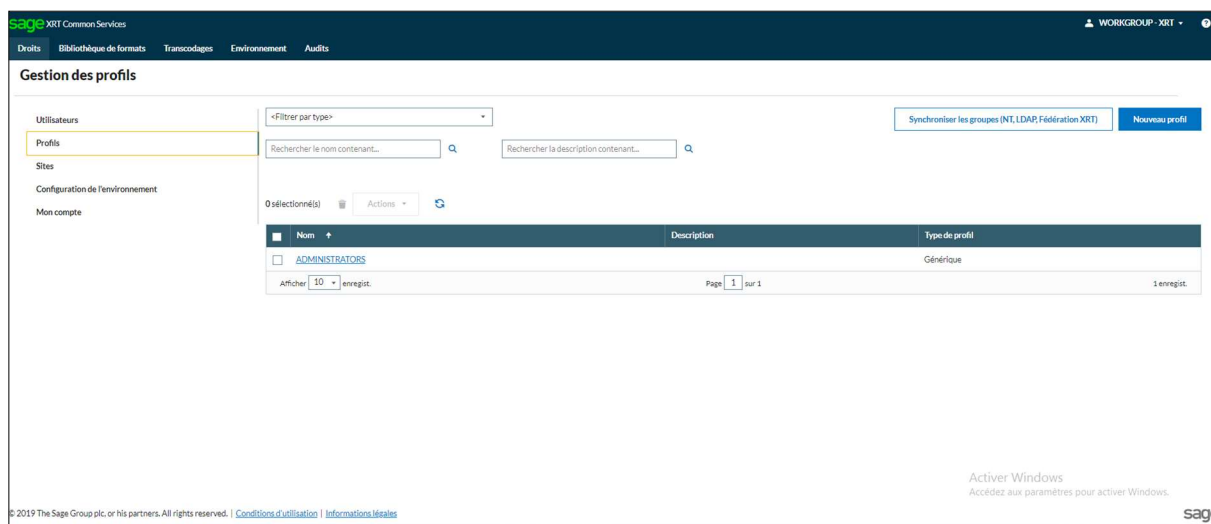 sage XRT Common Services
WORKGROUP - XRT
Droits Bibliothèque de formats Transcodages Environnement Audits
Gestion des profils
Utilisateurs
Profils
Sites
Configuration de l'environnement
Mon compte
<Filtrer par type>
Synchroniser les groupes (NT, LDAP, Fédération XRT) Nouveau profil
Rechercher le nom contenant... Rechercher la description contenant...
0 sélectionné(s) Actions
Nom Description Type de profil
ADMINISTRATORS Générique
Afficher 10 enregist. Page 1 sur 1 1 enregist.
Activer Windows
Accédez aux paramètres pour activer Windows.
© 2019 The Sage Group plc, or his partners. All rights reserved. | Conditions d'utilisation | Informations légales
sag